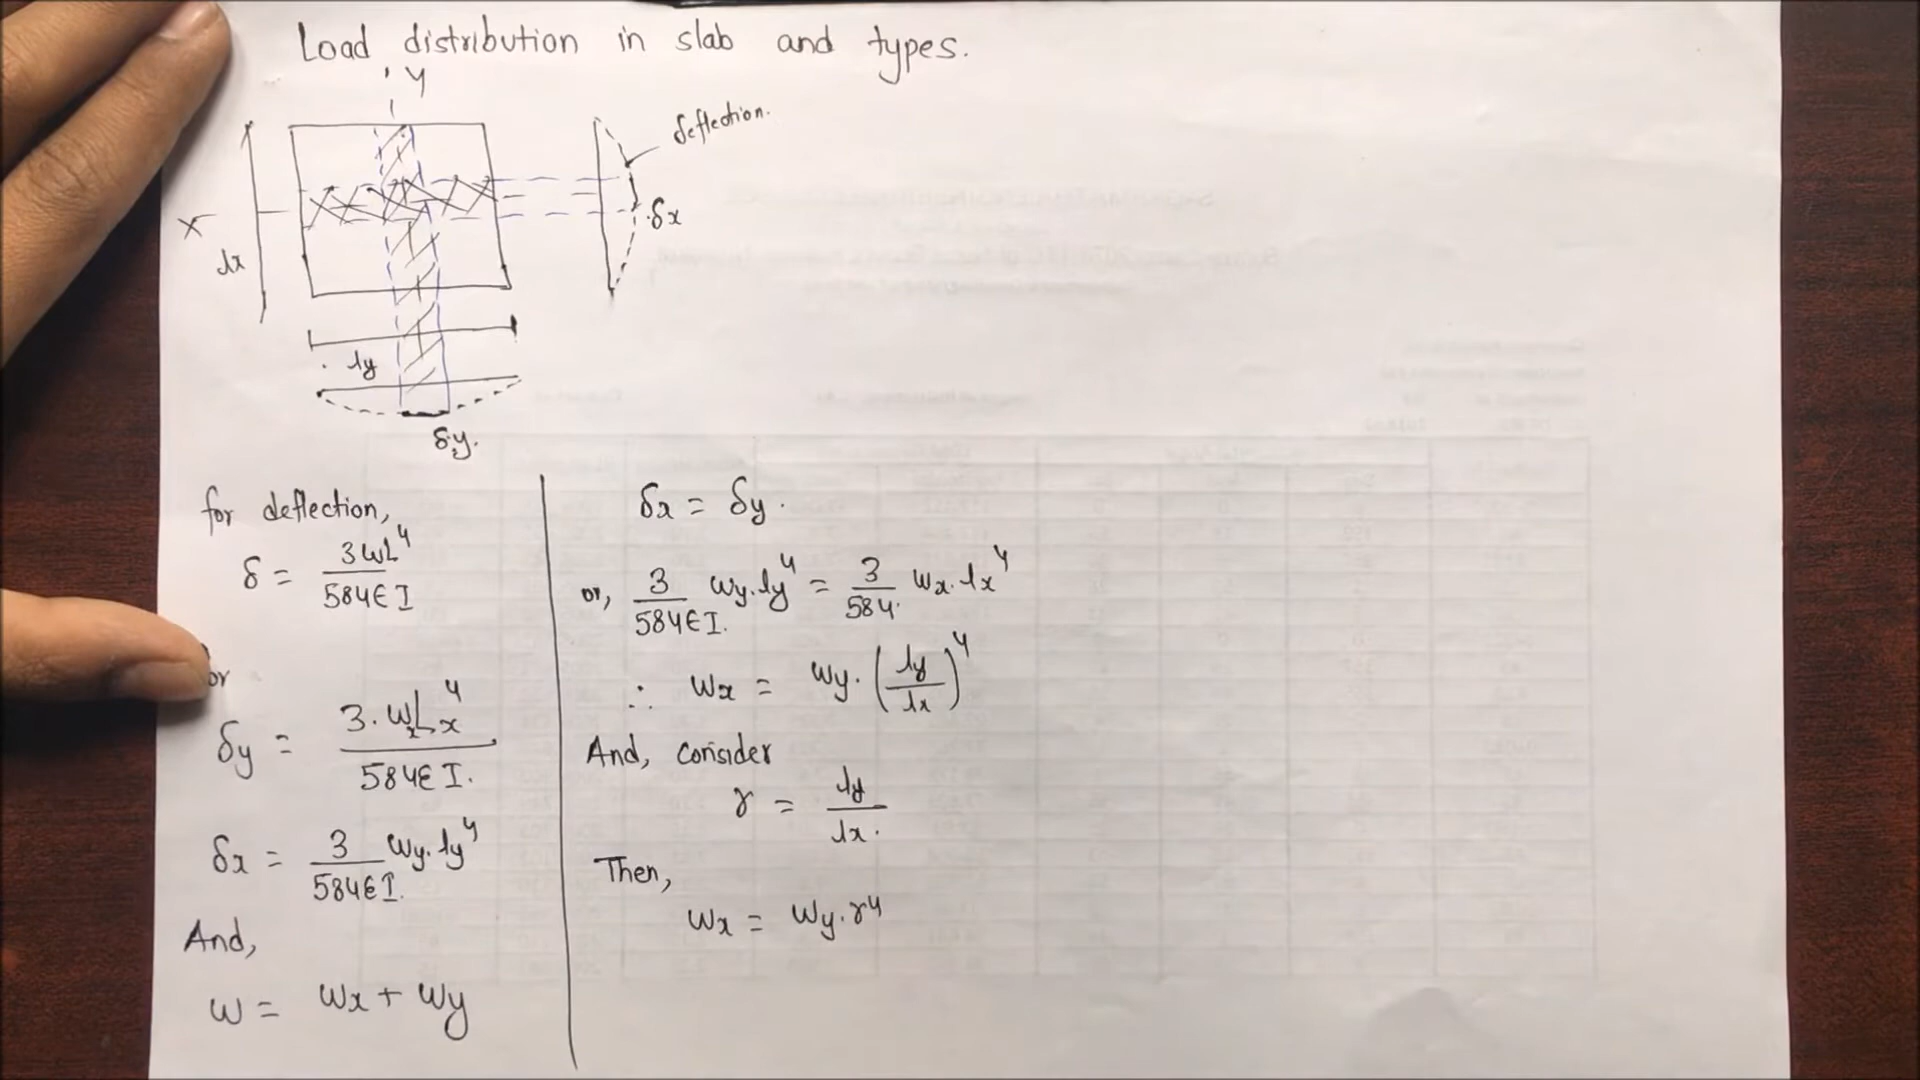 Load distribution in slab and types.
Y
deflection.
X
lx
δx
ly
δy.
for deflection,
δ = 3wL⁴ / 584EI
δy = 3.wₓLx⁴ / 584EI.
δx = 3 / 584EI. wy.ly⁴
And,
w = wx + wy
δx = δy.
or, 3 / 584EI. wy.ly⁴ = 3 / 584. wx.lx⁴
∴ wx = wy. (ly / lx)⁴
And, consider
r = ly / lx.
Then,
wx = wy.r⁴